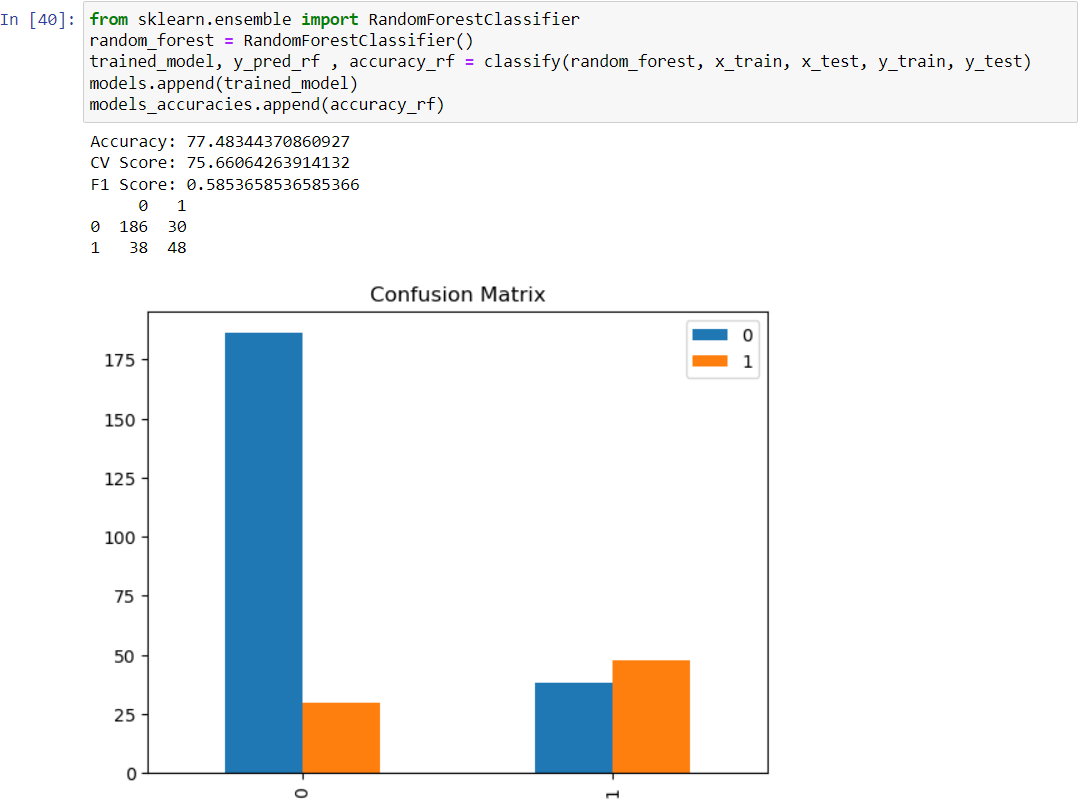 In [40]: from sklearn.ensemble import RandomForestClassifier
random_forest = RandomForestClassifier()
trained_model, y_pred_rf , accuracy_rf = classify(random_forest, x_train, x_test, y_train, y_test)
models.append(trained_model)
models_accuracies.append(accuracy_rf)
Accuracy: 77.48344370860927
CV Score: 75.66064263914132
F1 Score: 0.5853658536585366
0 1
0 186 30
1 38 48
Confusion Matrix
0
1
175
150
125
100
75
50
25
0
0
1